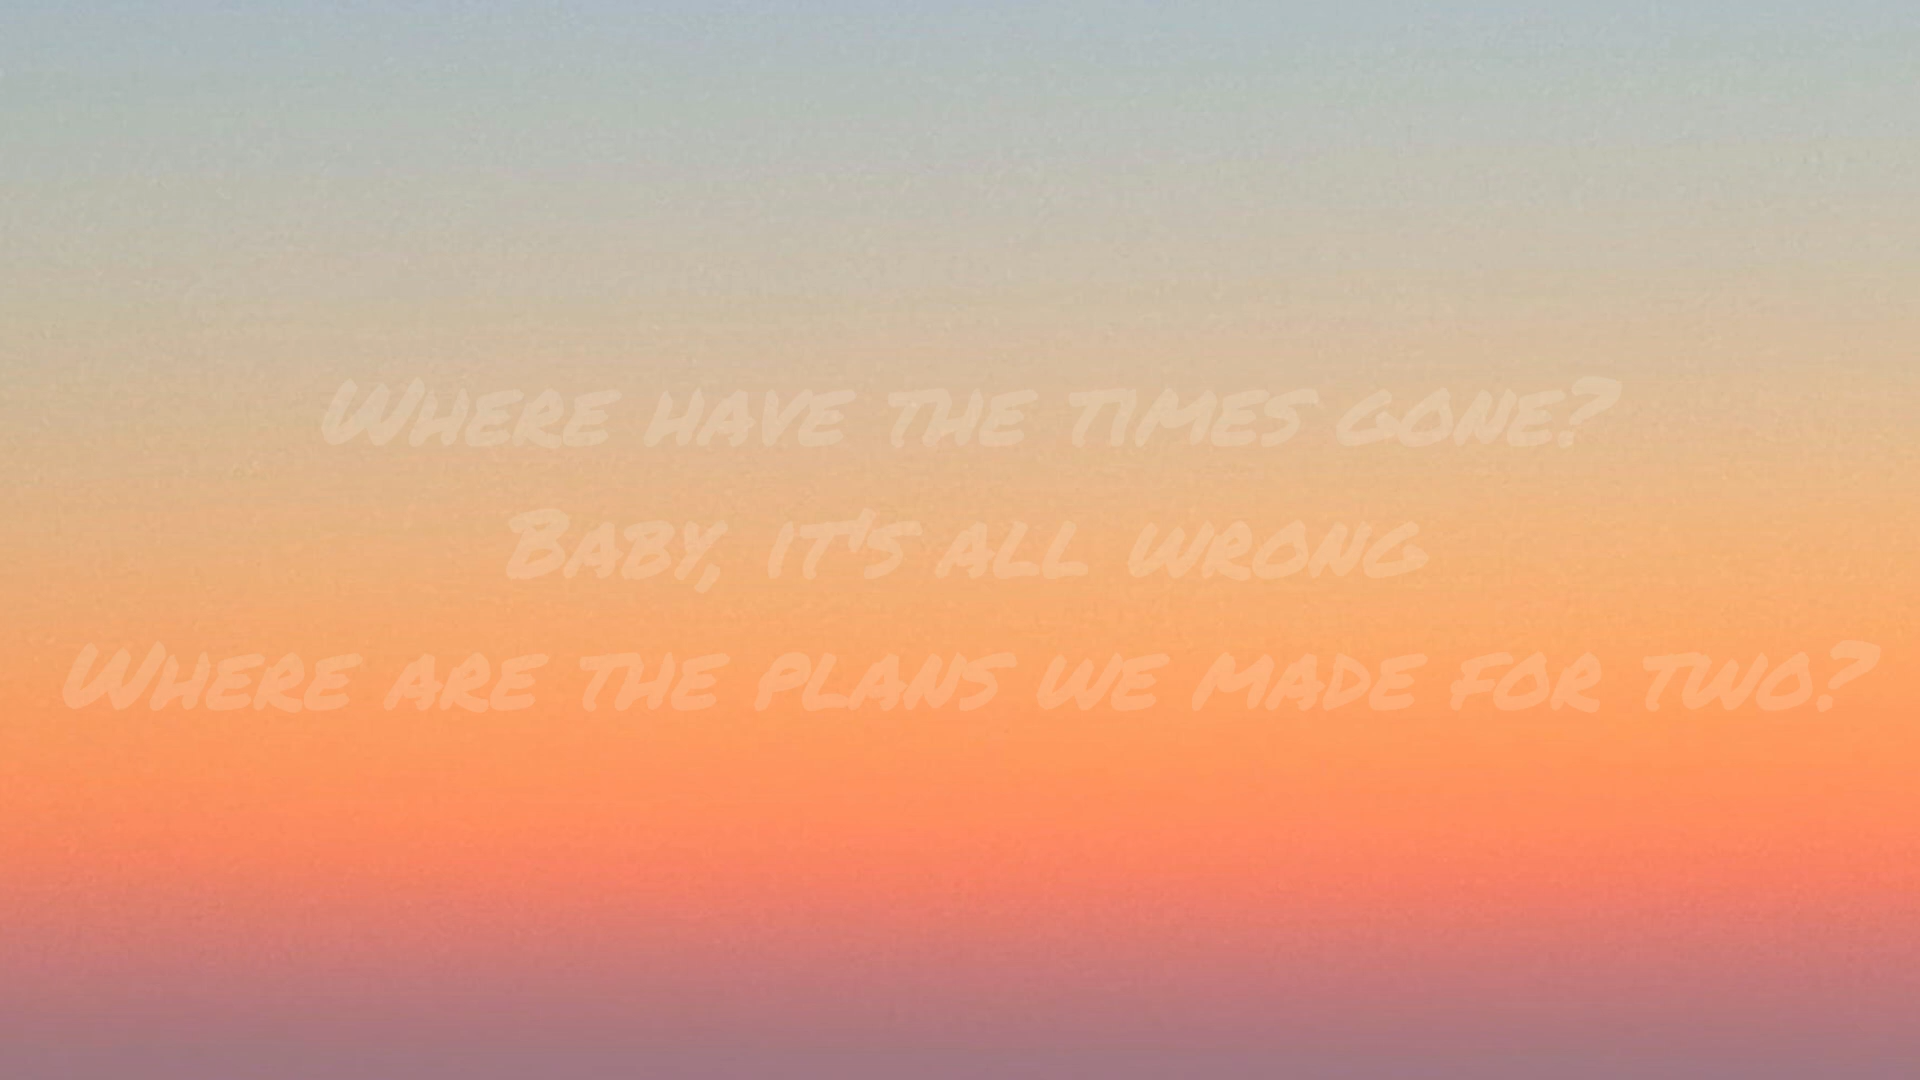 Where have the times gone?
Baby, it's all wrong
Where are the plans we made for two?